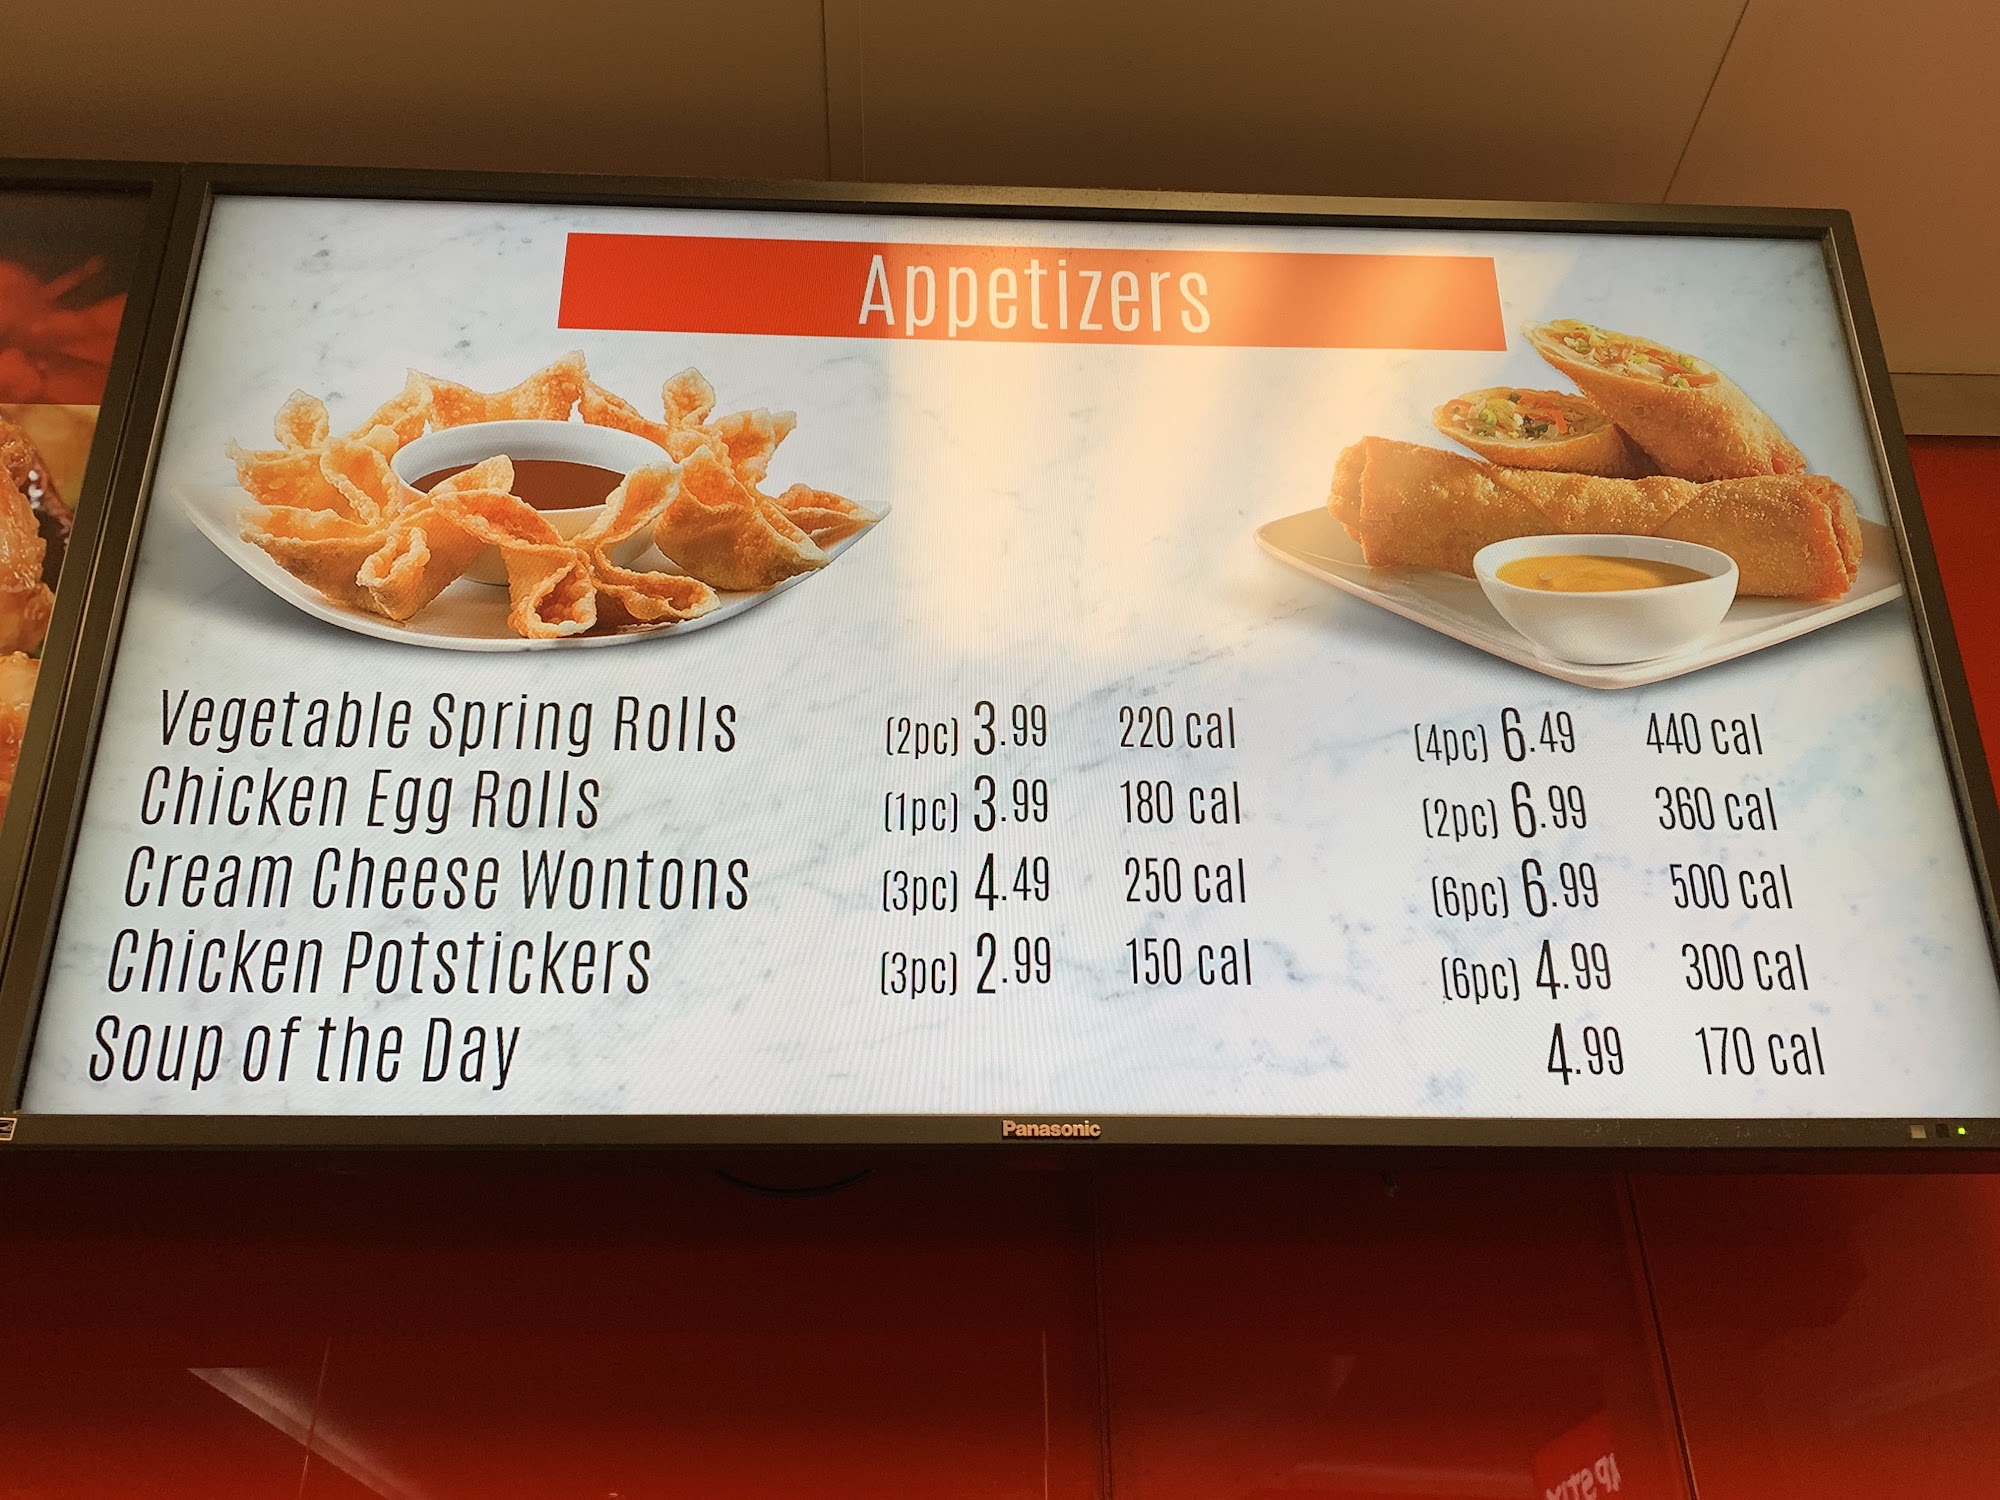 Appetizers
Vegetable Spring Rolls (2pc) 3.99 220 cal (4pc) 6.49 440 cal
Chicken Egg Rolls (1pc) 3.99 180 cal (2pc) 6.99 360 cal
Cream Cheese Wontons (3pc) 4.49 250 cal (6pc) 6.99 500 cal
Chicken Potstickers (3pc) 2.99 150 cal (6pc) 4.99 300 cal
Soup of the Day 4.99 170 cal
Panasonic